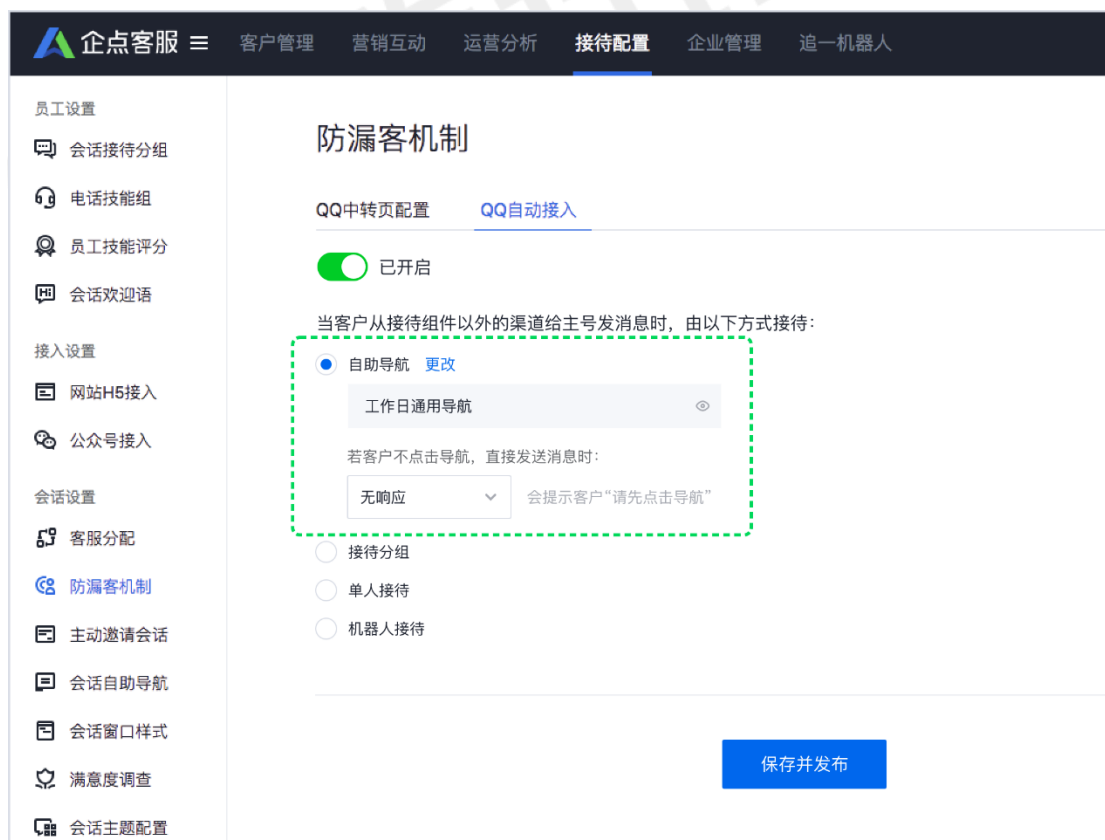 企点客服 客户管理 营销互动 运营分析 接待配置 企业管理 追一机器人
员工设置
会话接待分组
电话技能组
员工技能评分
Hi 会话欢迎语
接入设置
网站H5接入
公众号接入
会话设置
客服分配
防漏客机制
主动邀请会话
会话自助导航
会话窗口样式
满意度调查
会话主题配置
防漏客机制
QQ中转页配置 QQ自动接入
已开启
当客户从接待组件以外的渠道给主号发消息时，由以下方式接待：
自助导航 更改
工作日通用导航
若客户不点击导航，直接发送消息时：
无响应 会提示客户“请先点击导航”
接待分组
单人接待
机器人接待
保存并发布